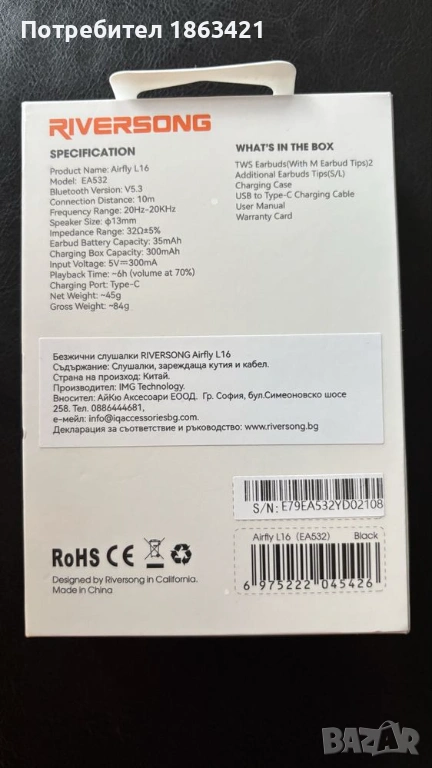 Потребител 1863421
RIVERSONG
SPECIFICATION
Product Name: Airfly L16
Model: EA532
Bluetooth Version: V5.3
Connection Distance: 10m
Frequency Range: 20Hz-20KHz
Speaker Size: φ13mm
Impedance Range: 32Ω±5%
Earbud Battery Capacity: 35mAh
Charging Box Capacity: 300mAh
Input Voltage: 5V⎓300mA
Playback Time: ~6h (volume at 70%)
Charging Port: Type-C
Net Weight: ~45g
Gross Weight: ~84g
WHAT'S IN THE BOX
TWS Earbuds(With M Earbud Tips)2
Additional Earbuds Tips(S/L)
Charging Case
USB to Type-C Charging Cable
User Manual
Warranty Card
Безжични слушалки RIVERSONG Airfly L16
Съдържание: Слушалки, зареждаща кутия и кабел.
Страна на произход: Китай.
Производител: IMG Technology.
Вносител: АйКю Аксесоари ЕООД. Гр. София, бул.Симеоновско шосе
258. Тел. 0886444681,
е-мейл: info@iqaccessoriesbg.com
Декларация за съответствие и ръководство: www.riversong.bg
S/N: E79EA532YD02108
Airfly L16 (EA532) Black
6 975222 045426
RoHS CE
Designed by Riversong in California.
Made in China
BAZAR